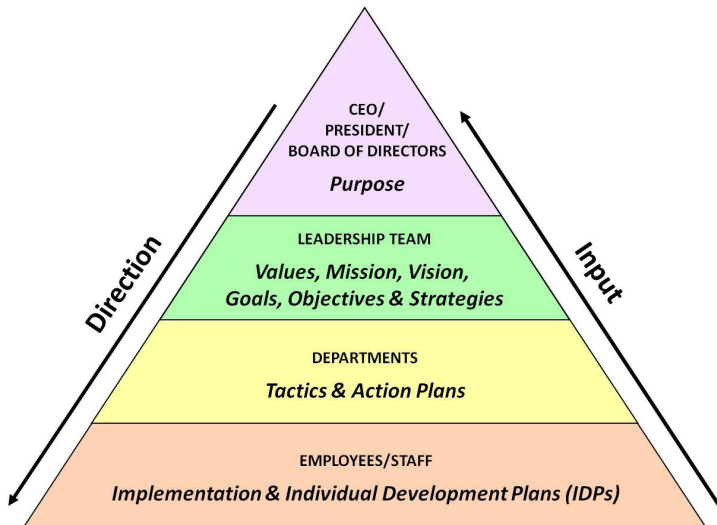 CEO/
PRESIDENT/
BOARD OF DIRECTORS
Purpose
LEADERSHIP TEAM
Values, Mission, Vision,
Goals, Objectives & Strategies
DEPARTMENTS
Tactics & Action Plans
EMPLOYEES/STAFF
Implementation & Individual Development Plans (IDPs)
Direction
Input